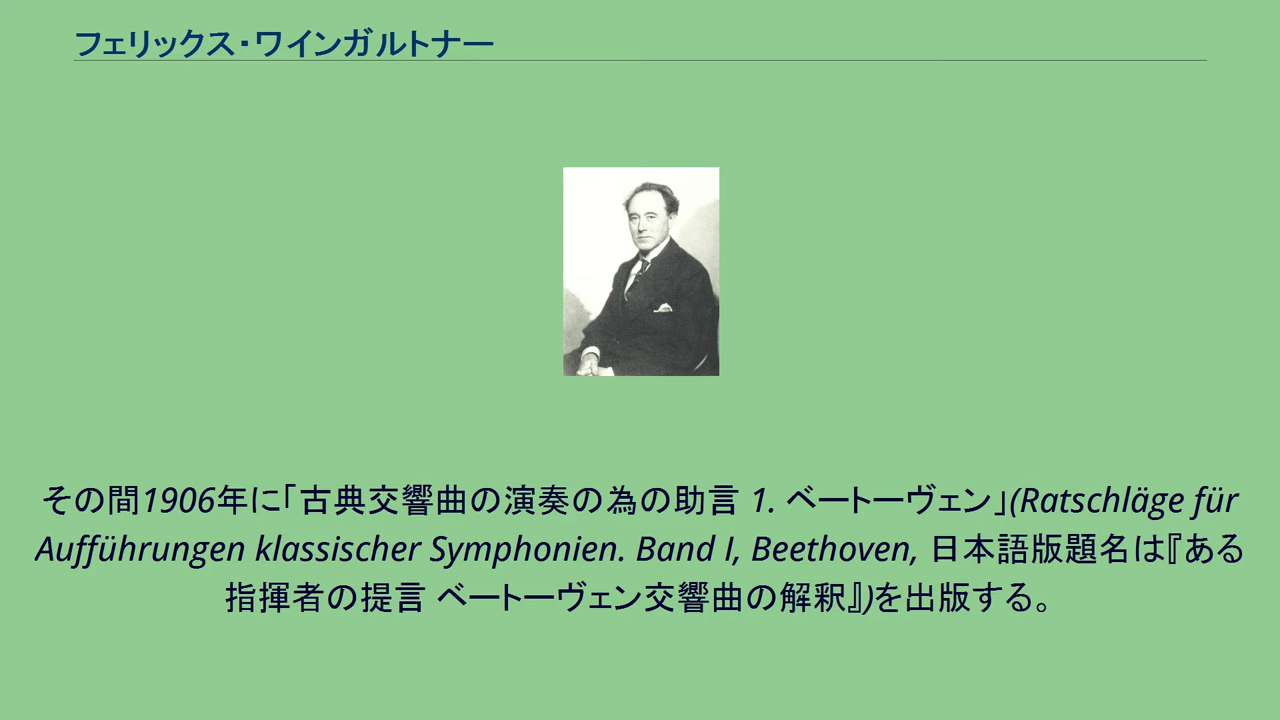 フェリックス・ワインガルトナー
その間1906年に「古典交響曲の演奏の為の助言 1. ベートーヴェン」(Ratschläge für
Aufführungen klassischer Symphonien. Band I, Beethoven, 日本語版題名は『ある
指揮者の提言 ベートーヴェン交響曲の解釈』)を出版する。